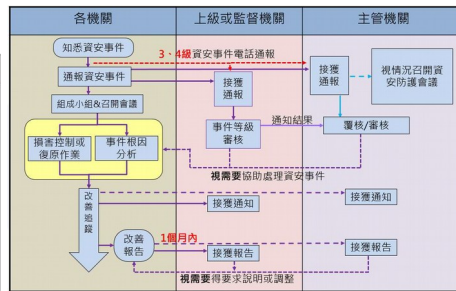 各機關
上級或監督機關
主管機關
知悉資安事件
3、4級資安事件電話通報
通報資安事件
接獲
通報
接獲
通報
視情況召開資
安防護會議
組成小組&召開會議
事件等級
審核
通知結果
覆核/審核
損害控制或
復原作業
事件根因
分析
視需要協助處理資安事件
改善追蹤
接獲通知
接獲通知
改善
報告
1個月內
接獲報告
接獲報告
視需要得要求說明或調整